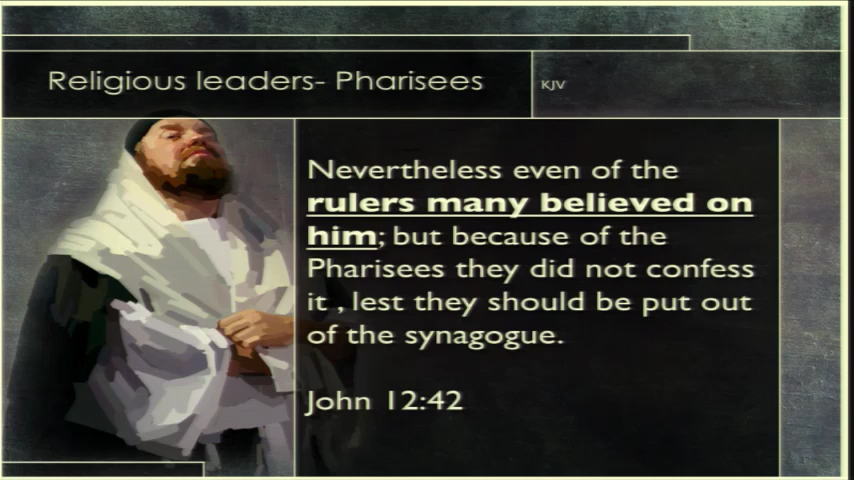 Religious leaders- Pharisees
KJV
Nevertheless even of the
rulers many believed on
him; but because of the
Pharisees they did not confess
it , lest they should be put out
of the synagogue.
John 12:42